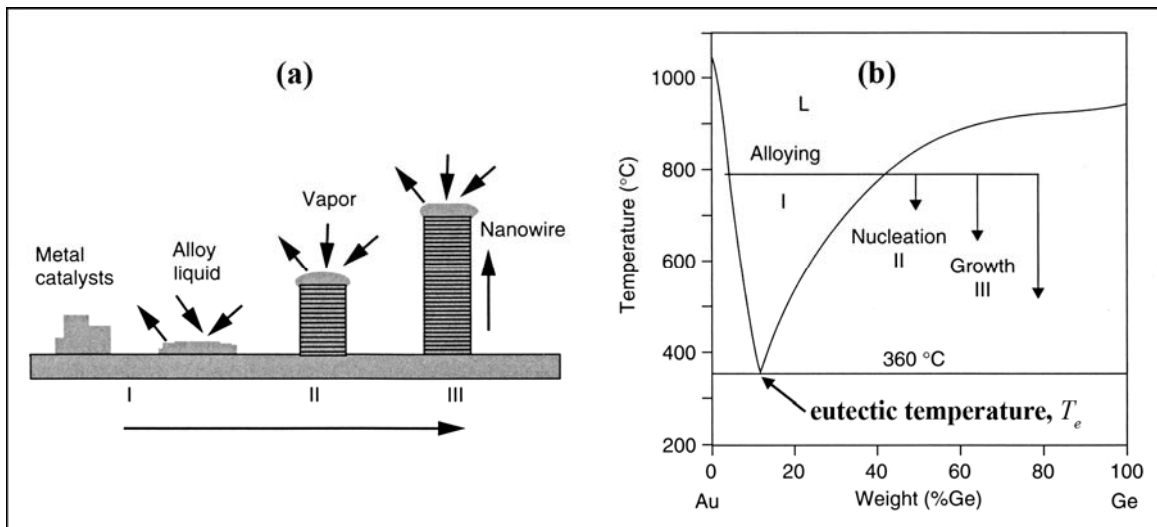 (a)
Metal
catalysts
Alloy
liquid
Vapor
Nanowire
I
II
III
(b)
Temperature (°C)
1000
800
600
400
200
L
Alloying
I
Nucleation
II
Growth
III
360 °C
eutectic temperature, Te
0
20
40
60
80
100
Au
Weight (%Ge)
Ge